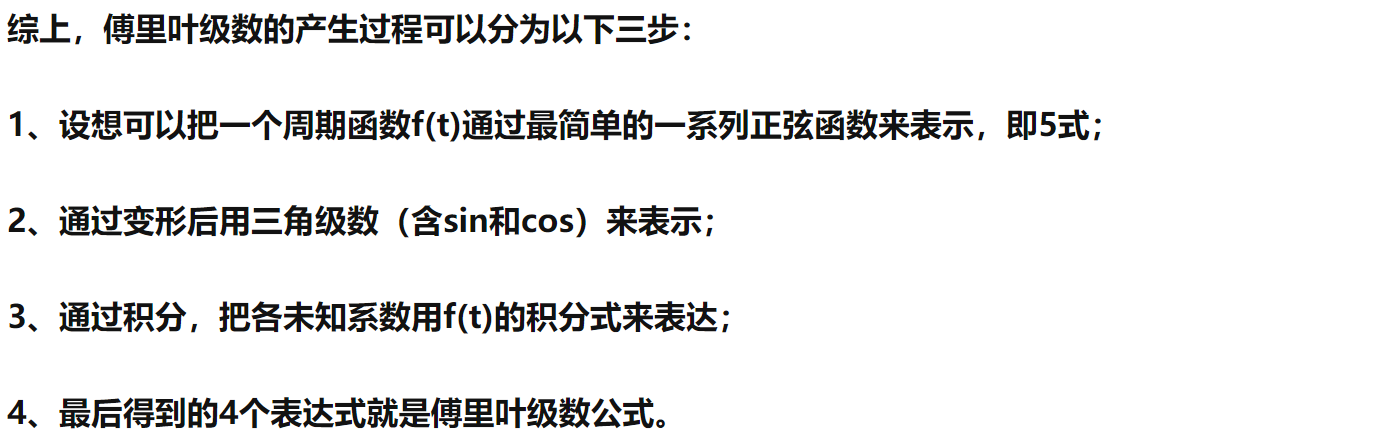 综上，傅里叶级数的产生过程可以分为以下三步：
1、设想可以把一个周期函数f(t)通过最简单的一系列正弦函数来表示，即5式；
2、通过变形后用三角级数（含sin和cos）来表示；
3、通过积分，把各未知系数用f(t)的积分式来表达；
4、最后得到的4个表达式就是傅里叶级数公式。